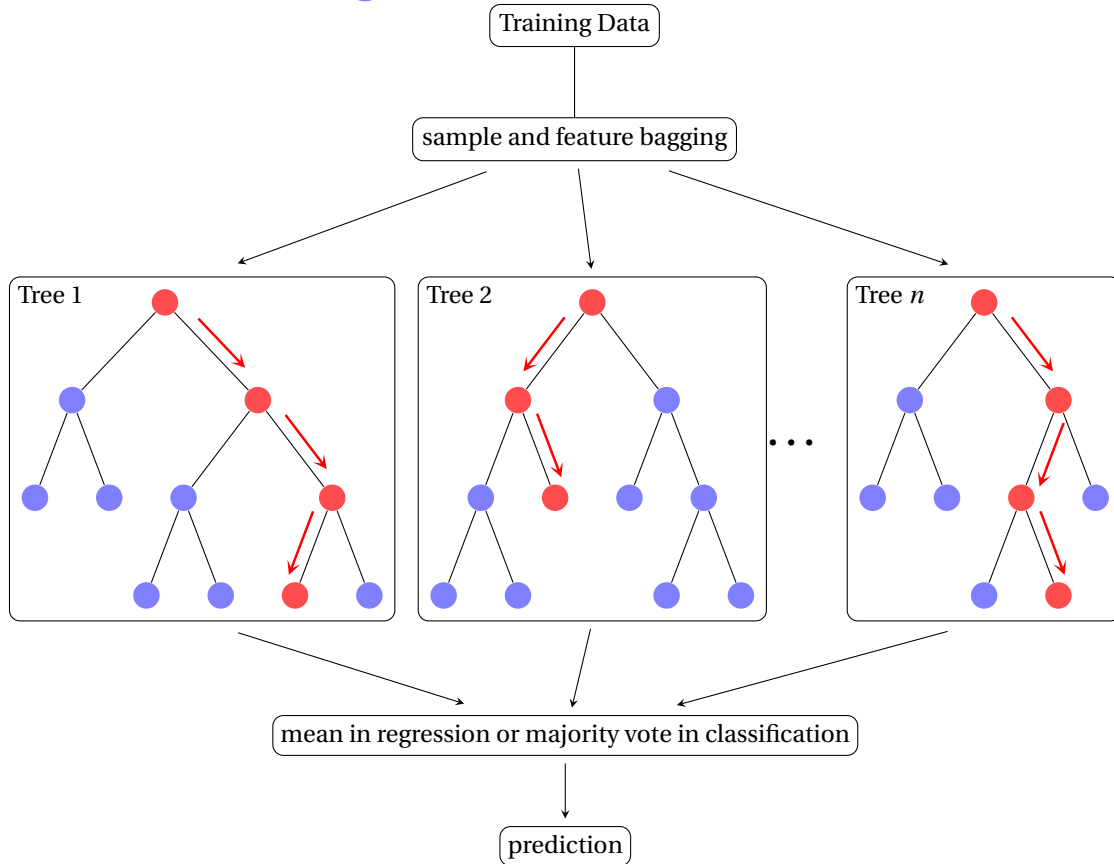 Training Data
sample and feature bagging
Tree 1
Tree 2
Tree n
mean in regression or majority vote in classification
prediction